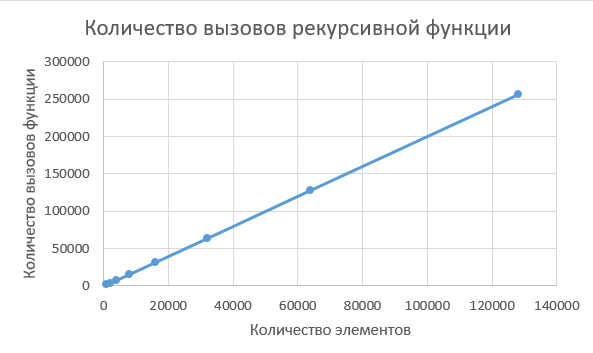 Количество вызовов рекурсивной функции
Количество вызовов функции
300000
250000
200000
150000
100000
50000
0
0 20000 40000 60000 80000 100000 120000 140000
Количество элементов